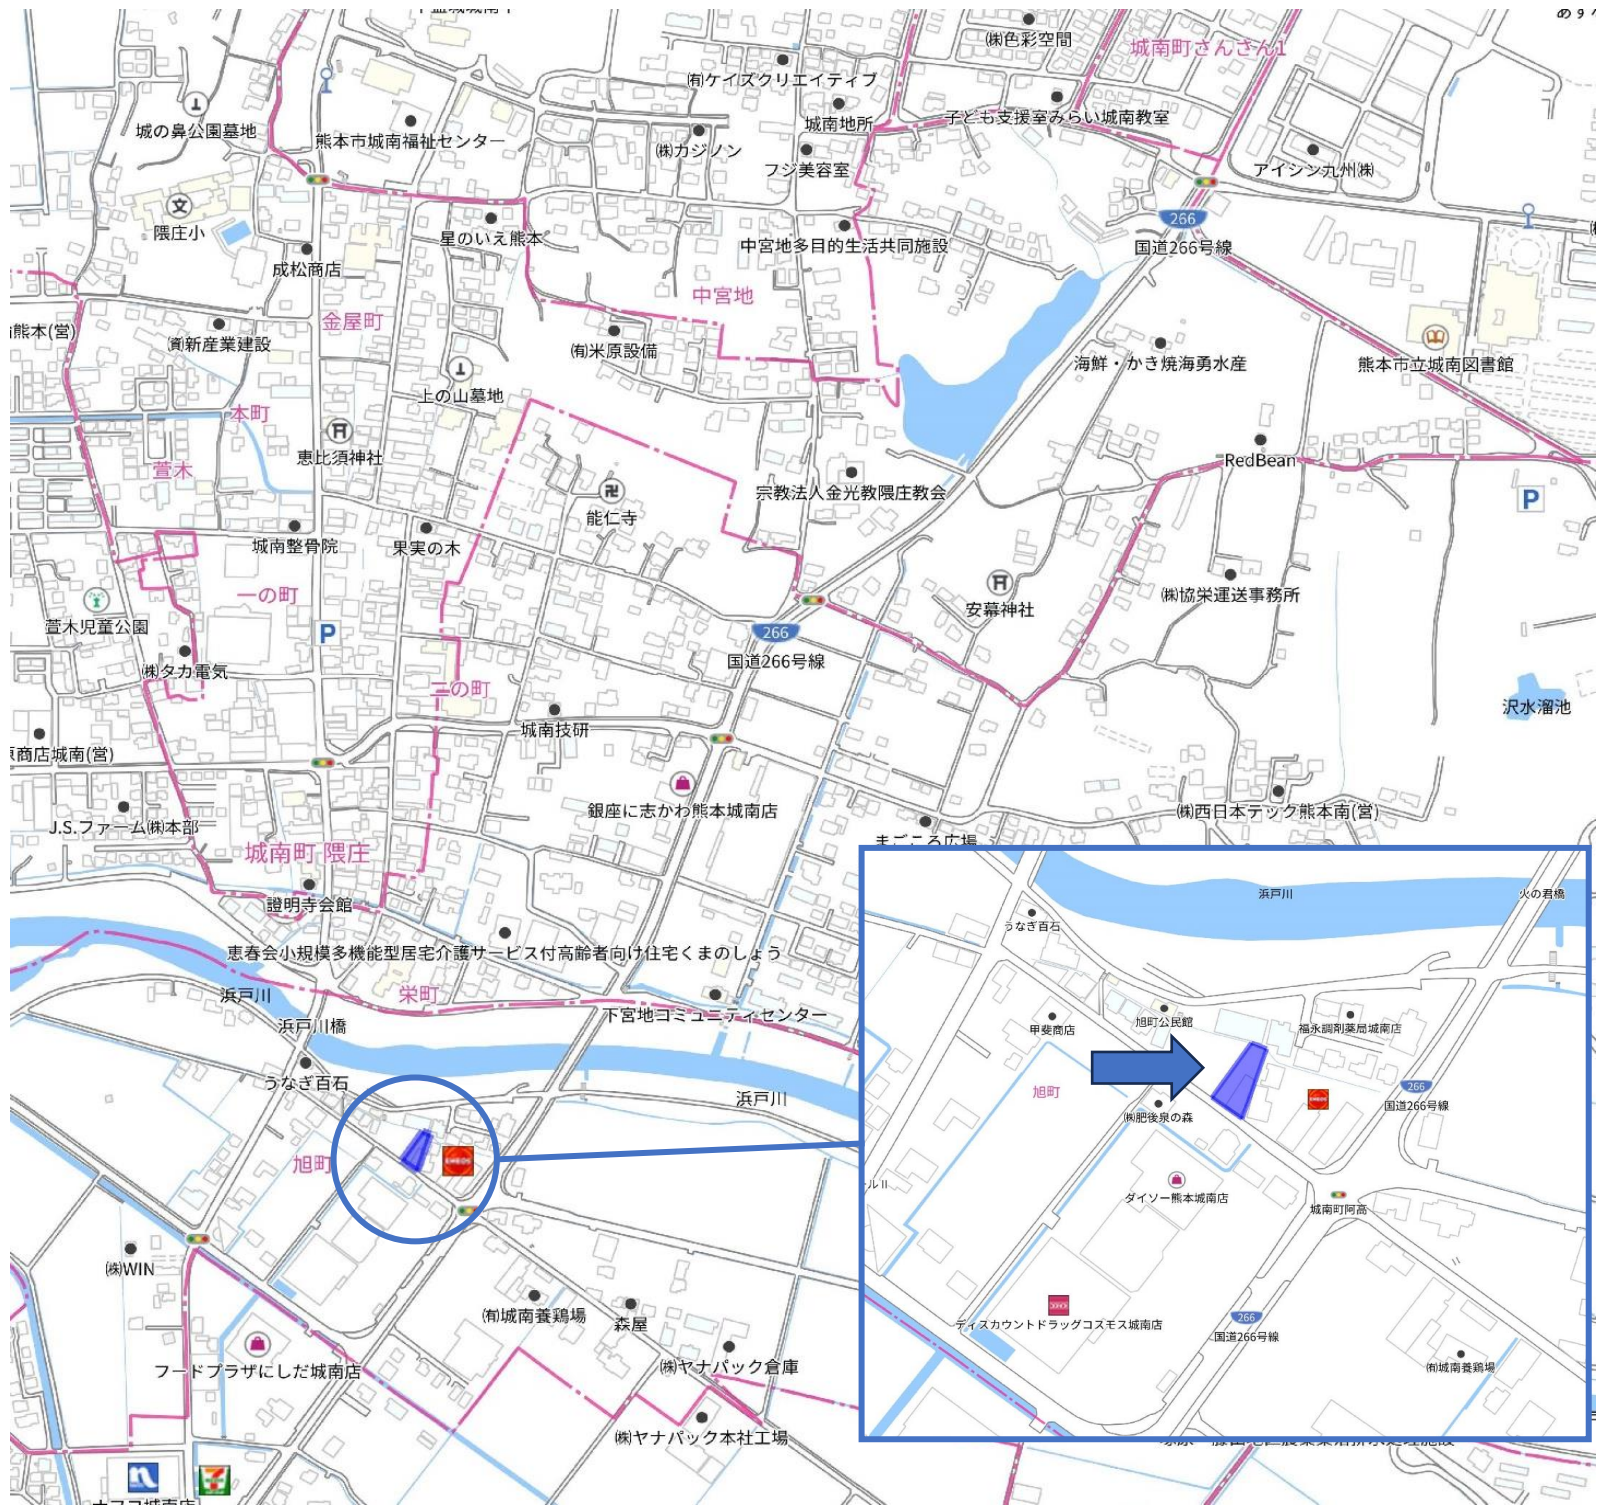 ㈱色彩空間
城南町さんさん1
㈲ケイズクリエイティブ
城の鼻公園墓地
熊本市城南福祉センター
城南地所
子ども支援室みらい城南教室
㈱カジノン
フジ美容室
アイシン九州㈱
文
隈庄小
星のいえ熊本
中宮地多目的生活共同施設
266
国道266号線
成松商店
中宮地
金屋町
熊本(営)
㈾新産業建設
㈲米原設備
海鮮・かき焼海勇水産
熊本市立城南図書館
上の山墓地
本町
恵比須神社
萱木
RedBean
宗教法人金光教隈庄教会
P
能仁寺
城南整骨院
果実の木
一の町
安幕神社
㈱協栄運送事務所
萱木児童公園
P
266
国道266号線
㈱タカ電気
二の町
沢水溜池
城南技研
商店城南(営)
銀座に志かわ熊本城南店
㈱西日本テック熊本南(営)
J.S.ファーム㈱本部
まごころ広場
城南町 隈庄
證明寺会館
恵春会小規模多機能型居宅介護サービス付高齢者向け住宅くまのしょう
浜戸川
栄町
下宮地コミュニティセンター
浜戸川橋
うなぎ百石
浜戸川
旭町
ENEOS
㈱WIN
㈲城南養鶏場
森屋
フードプラザにしだ城南店
㈱ヤナパック倉庫
㈱ヤナパック本社工場
7
浜戸川
火の君橋
うなぎ百石
甲斐商店
旭町公民館
福永調剤薬局城南店
旭町
ENEOS
266
国道266号線
㈱肥後泉の森
ダイソー熊本城南店
城南町阿高
ルⅡ
ディスカウントドラッグコスモス城南店
266
国道266号線
㈲城南養鶏場